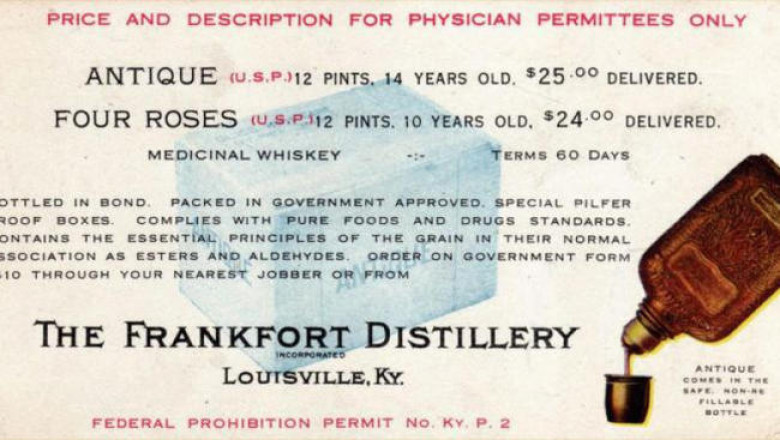 PRICE AND DESCRIPTION FOR PHYSICIAN PERMITTEES ONLY
ANTIQUE (U.S.P.) 12 PINTS, 14 YEARS OLD, $25.00 DELIVERED.
FOUR ROSES (U.S.P.) 12 PINTS, 10 YEARS OLD, $24.00 DELIVERED.
MEDICINAL WHISKEY -:- TERMS 60 DAYS
OTTLED IN BOND. PACKED IN GOVERNMENT APPROVED, SPECIAL PILFER
ROOF BOXES. COMPLIES WITH PURE FOODS AND DRUGS STANDARDS.
ONTAINS THE ESSENTIAL PRINCIPLES OF THE GRAIN IN THEIR NORMAL
SSOCIATION AS ESTERS AND ALDEHYDES. ORDER ON GOVERNMENT FORM
410 THROUGH YOUR NEAREST JOBBER OR FROM
THE FRANKFORT DISTILLERY
INCORPORATED
LOUISVILLE, KY.
ANTIQUE
COMES IN THE
SAFE, NON-RE
FILLABLE
BOTTLE
FEDERAL PROHIBITION PERMIT NO. KY. P. 2